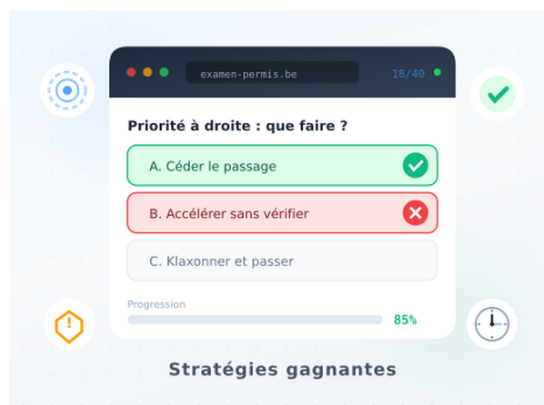 examen-permis.be 18/40
Priorité à droite : que faire ?
A. Céder le passage
B. Accélérer sans vérifier
C. Klaxonner et passer
Progression
85%
Stratégies gagnantes